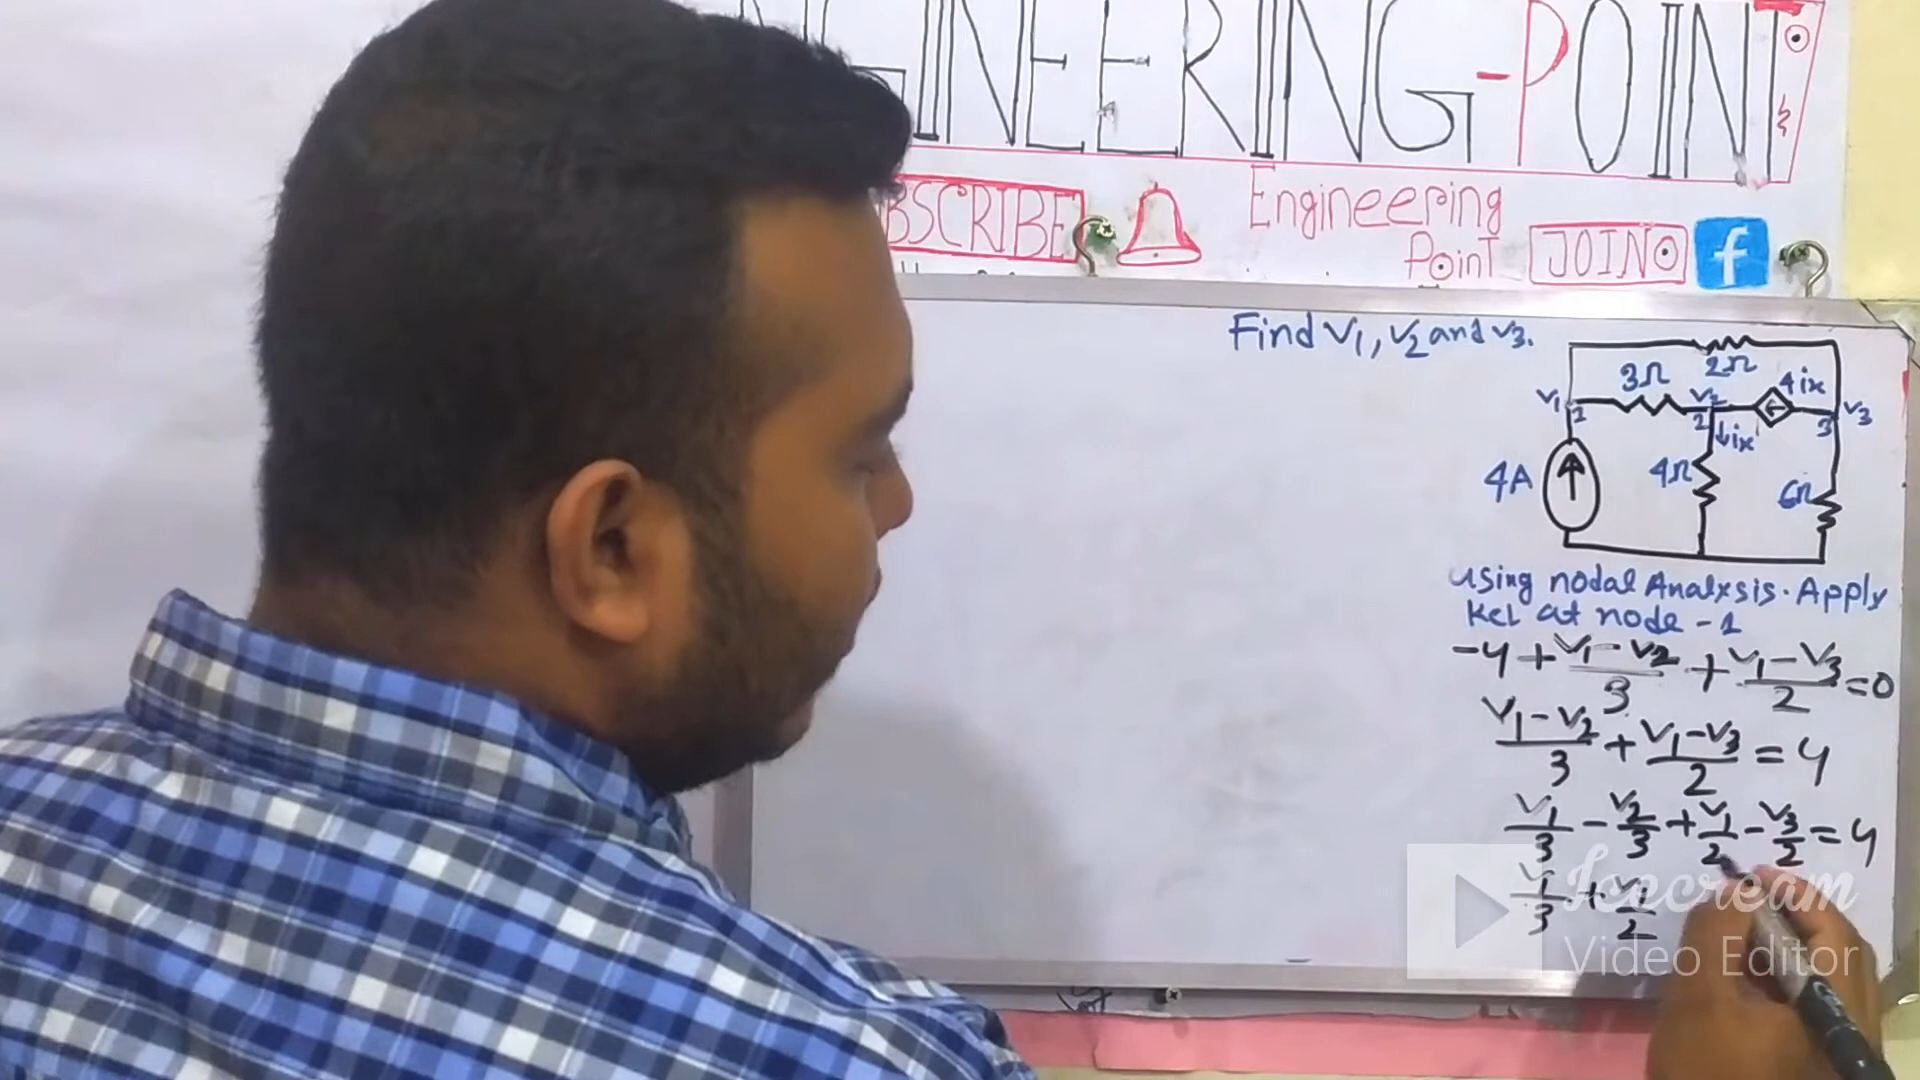 GINEERING-POINT
BSCRIBE
Engineering
Point
JOIN
f
Find V1, V2 and V3.
2Ω
3Ω
4ix
V1
V2
V3
1
2
3
↓ix
4A
4Ω
6Ω
using nodal Analysis. Apply
KCL at node - 1
-4 + (V1 - V2)/3 + (V1 - V3)/2 = 0
(V1 - V2)/3 + (V1 - V3)/2 = 4
V1/3 - V2/3 + V1/2 - V3/2 = 4
V1/3 + V1/2
Icecream
Video Editor